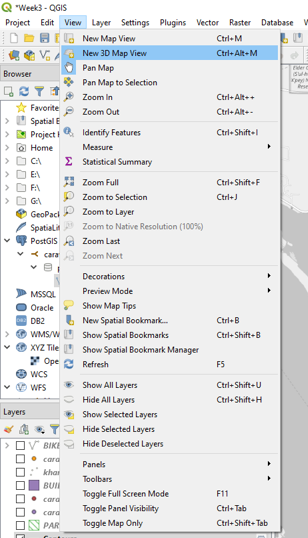 *Week3 - QGIS
Project Edit View Layer Settings Plugins Vector Raster Database
New Map View Ctrl+M
New 3D Map View Ctrl+Alt+M
Pan Map
Pan Map to Selection
Zoom In Ctrl+Alt++
Zoom Out Ctrl+Alt+-
Identify Features Ctrl+Shift+I
Measure
Statistical Summary
Zoom Full Ctrl+Shift+F
Zoom to Selection Ctrl+J
Zoom to Layer
Zoom to Native Resolution (100%)
Zoom Last
Zoom Next
Decorations
Preview Mode
Show Map Tips
New Spatial Bookmark... Ctrl+B
Show Spatial Bookmarks Ctrl+Shift+B
Show Spatial Bookmark Manager
Refresh F5
Show All Layers Ctrl+Shift+U
Hide All Layers Ctrl+Shift+H
Show Selected Layers
Hide Selected Layers
Hide Deselected Layers
Panels
Toolbars
Toggle Full Screen Mode F11
Toggle Panel Visibility Ctrl+Tab
Toggle Map Only Ctrl+Shift+Tab
Browser
Favorite
Spatial E
Project H
Home
C:\
E:\
F:\
G:\
GeoPack
SpatiaLit
PostGIS
cara
MSSQL
Oracle
DB2
WMS/W
XYZ Tile
Ope
WCS
WFS
Layers
BIKE
cara
khar
BUIL
cara
cara
PAR